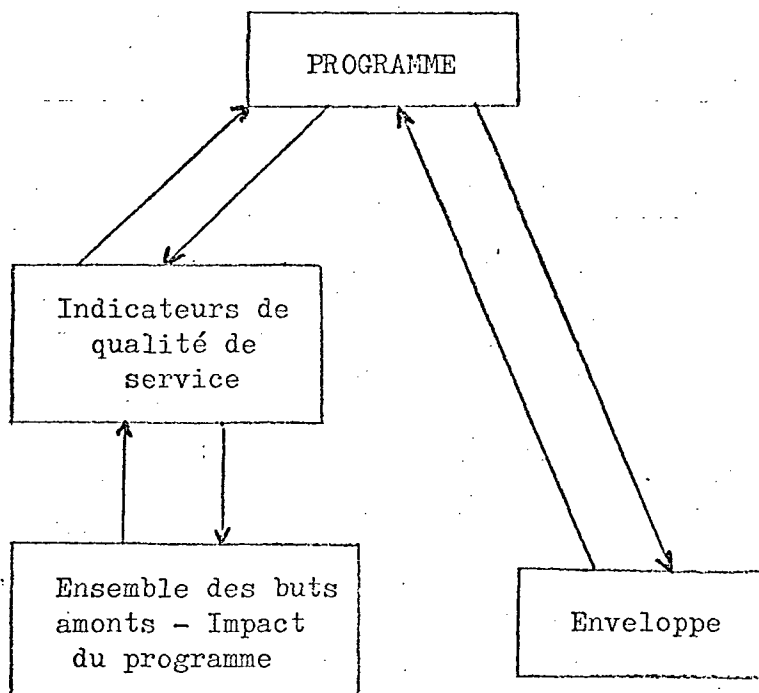 PROGRAMME
Indicateurs de
qualité de
service
Ensemble des buts
amonts - Impact
du programme
Enveloppe